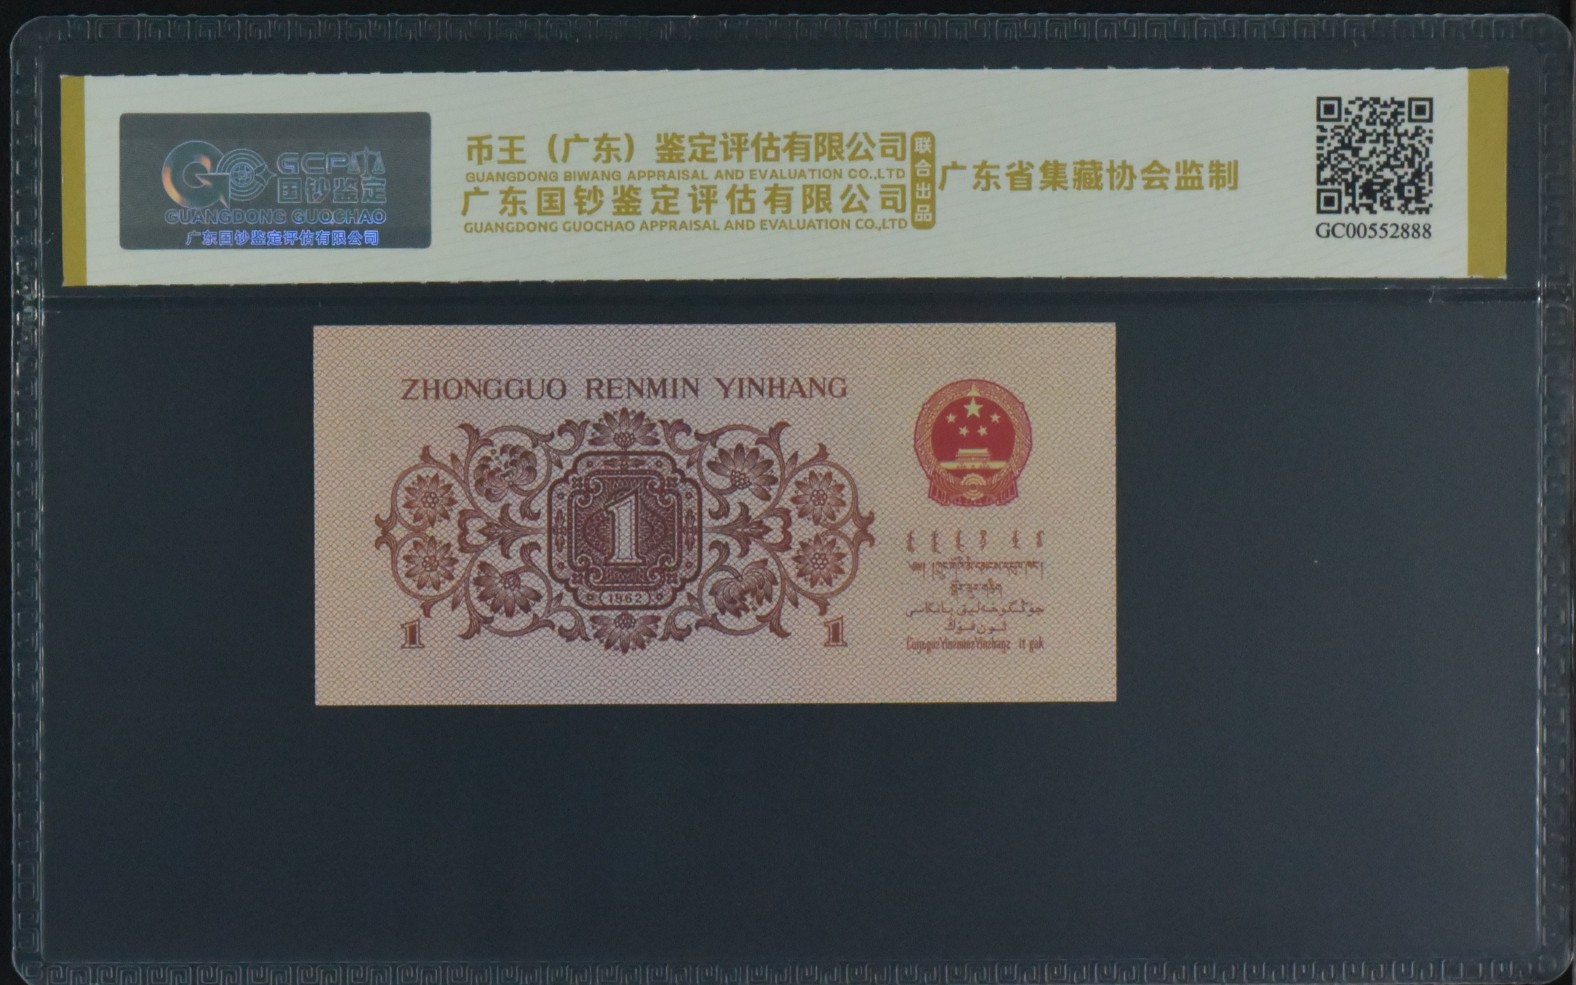 GCP
国钞鉴定
GUANGDONG GUOCHAO
广东国钞鉴定评估有限公司
币王（广东）鉴定评估有限公司
GUANGDONG BIWANG APPRAISAL AND EVALUATION CO.,LTD
广东国钞鉴定评估有限公司
GUANGDONG GUOCHAO APPRAISAL AND EVALUATION CO.,LTD
联合出品
广东省集藏协会监制
GC00552888
ZHONGGUO RENMIN YINHANG
1
1962
1
1